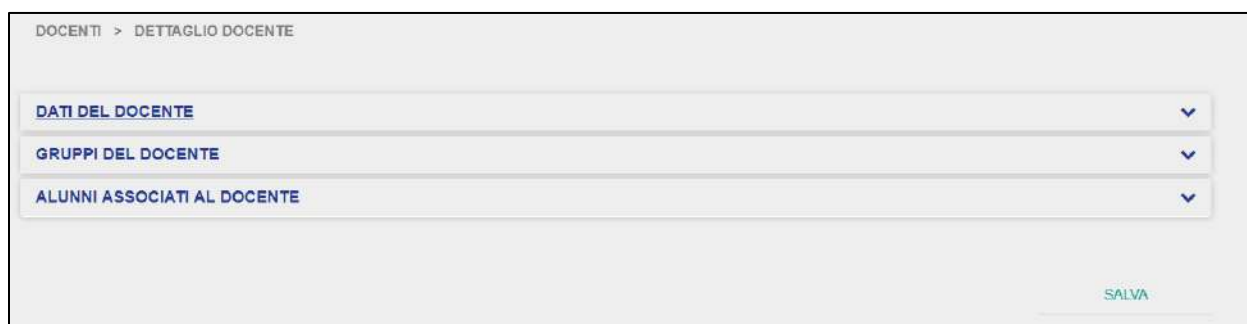 DOCENTI > DETTAGLIO DOCENTE
DATI DEL DOCENTE
GRUPPI DEL DOCENTE
ALUNNI ASSOCIATI AL DOCENTE
SALVA